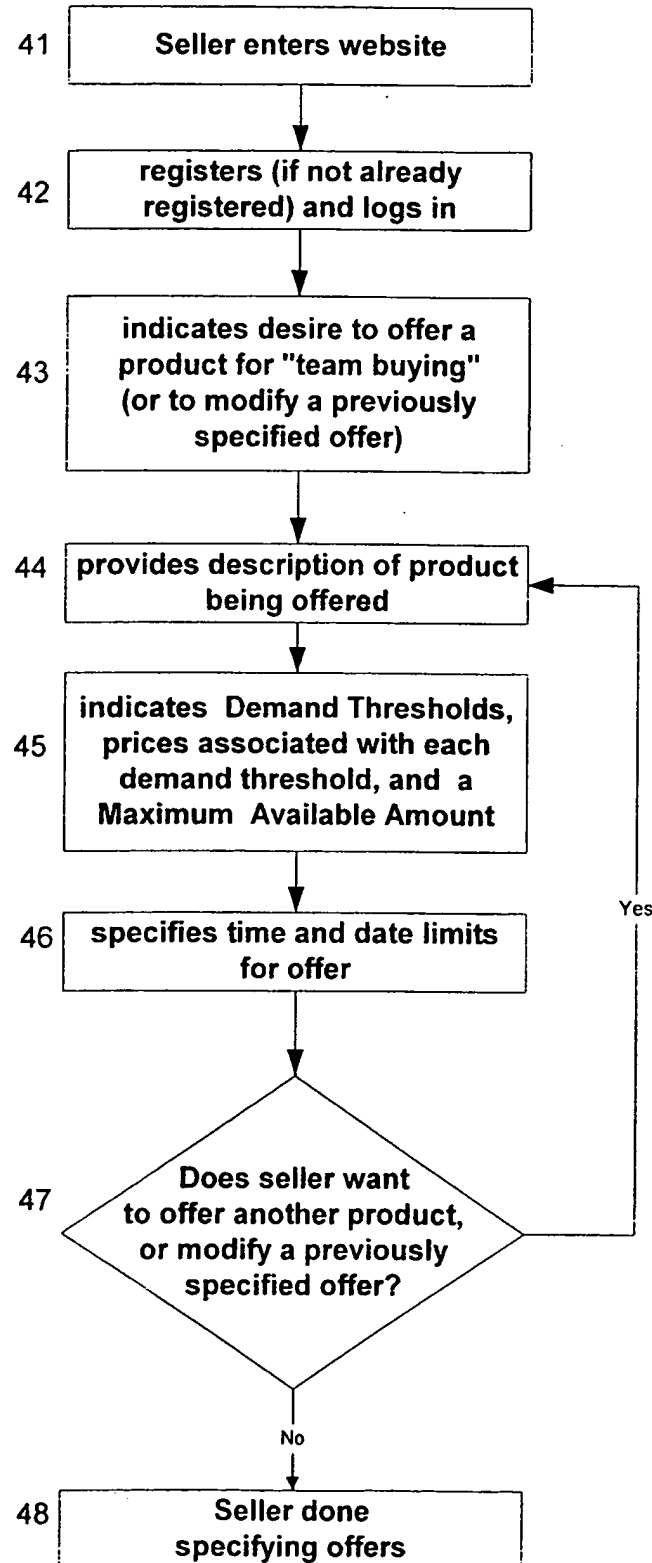 41
Seller enters website
42
registers (if not already
registered) and logs in
43
indicates desire to offer a
product for "team buying"
(or to modify a previously
specified offer)
44
provides description of product
being offered
45
indicates Demand Thresholds,
prices associated with each
demand threshold, and a
Maximum Available Amount
46
specifies time and date limits
for offer
Yes
47
Does seller want
to offer another product,
or modify a previously
specified offer?
No
48
Seller done
specifying offers